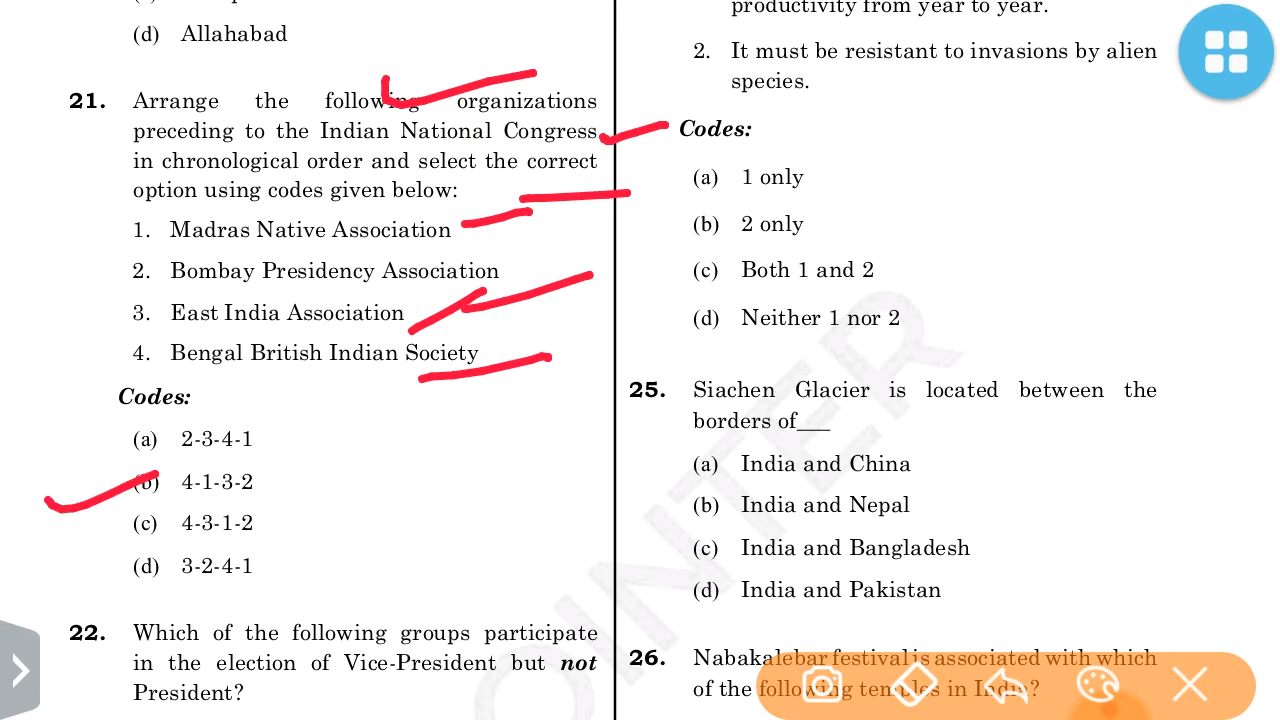 (d) Allahabad
21. Arrange the following organizations
preceding to the Indian National Congress
in chronological order and select the correct
option using codes given below:
1. Madras Native Association
2. Bombay Presidency Association
3. East India Association
4. Bengal British Indian Society
Codes:
(a) 2-3-4-1
(b) 4-1-3-2
(c) 4-3-1-2
(d) 3-2-4-1
22. Which of the following groups participate
in the election of Vice-President but not
President?
productivity from year to year.
2. It must be resistant to invasions by alien
species.
Codes:
(a) 1 only
(b) 2 only
(c) Both 1 and 2
(d) Neither 1 nor 2
25. Siachen Glacier is located between the
borders of___
(a) India and China
(b) India and Nepal
(c) India and Bangladesh
(d) India and Pakistan
26. Nabakalebar festival is associated with which
of the following temples in India?
OINTER